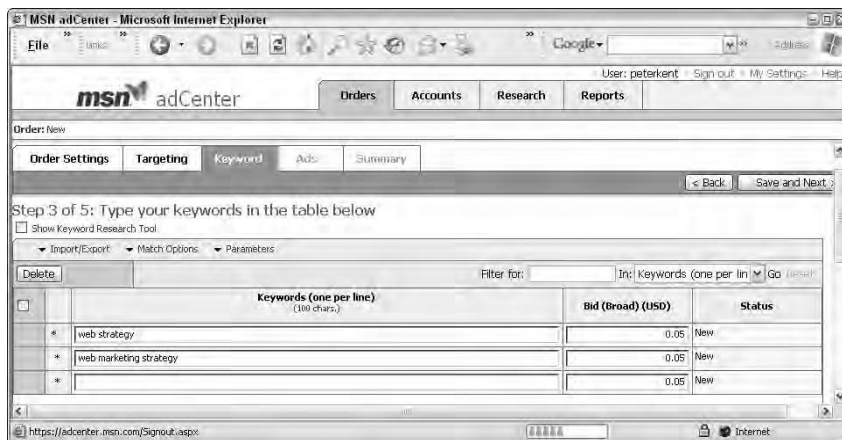 MSN adCenter - Microsoft Internet Explorer
File » Links » » Google » Address
User: peterkent Sign out My Settings Help
msn adCenter Orders Accounts Research Reports
Order: New
Order Settings Targeting Keyword Ads Summary
< Back Save and Next >
Step 3 of 5: Type your keywords in the table below
Show Keyword Research Tool
Import/Export Match Options Parameters
Delete Filter for: In: Keywords (one per lin Go Reset
Keywords (one per line) Bid (Broad) (USD) Status
(100 chars.)
* web strategy 0.05 New
* web marketing strategy 0.05 New
* 0.05 New
https://adcenter.msn.com/Signout.aspx Internet